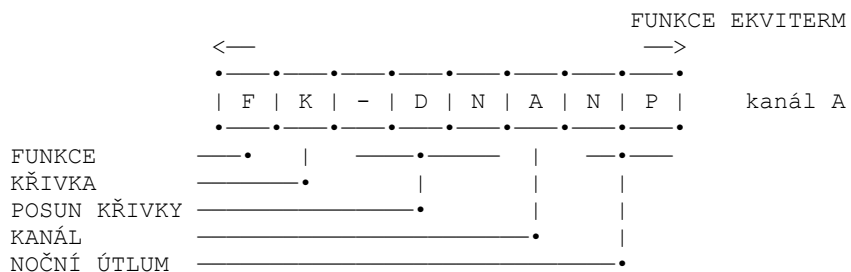 FUNKCE EKVITERM
<— —>
| F | K | - | D | N | A | N | P | kanál A
FUNKCE
KŘIVKA
POSUN KŘIVKY
KANÁL
NOČNÍ ÚTLUM